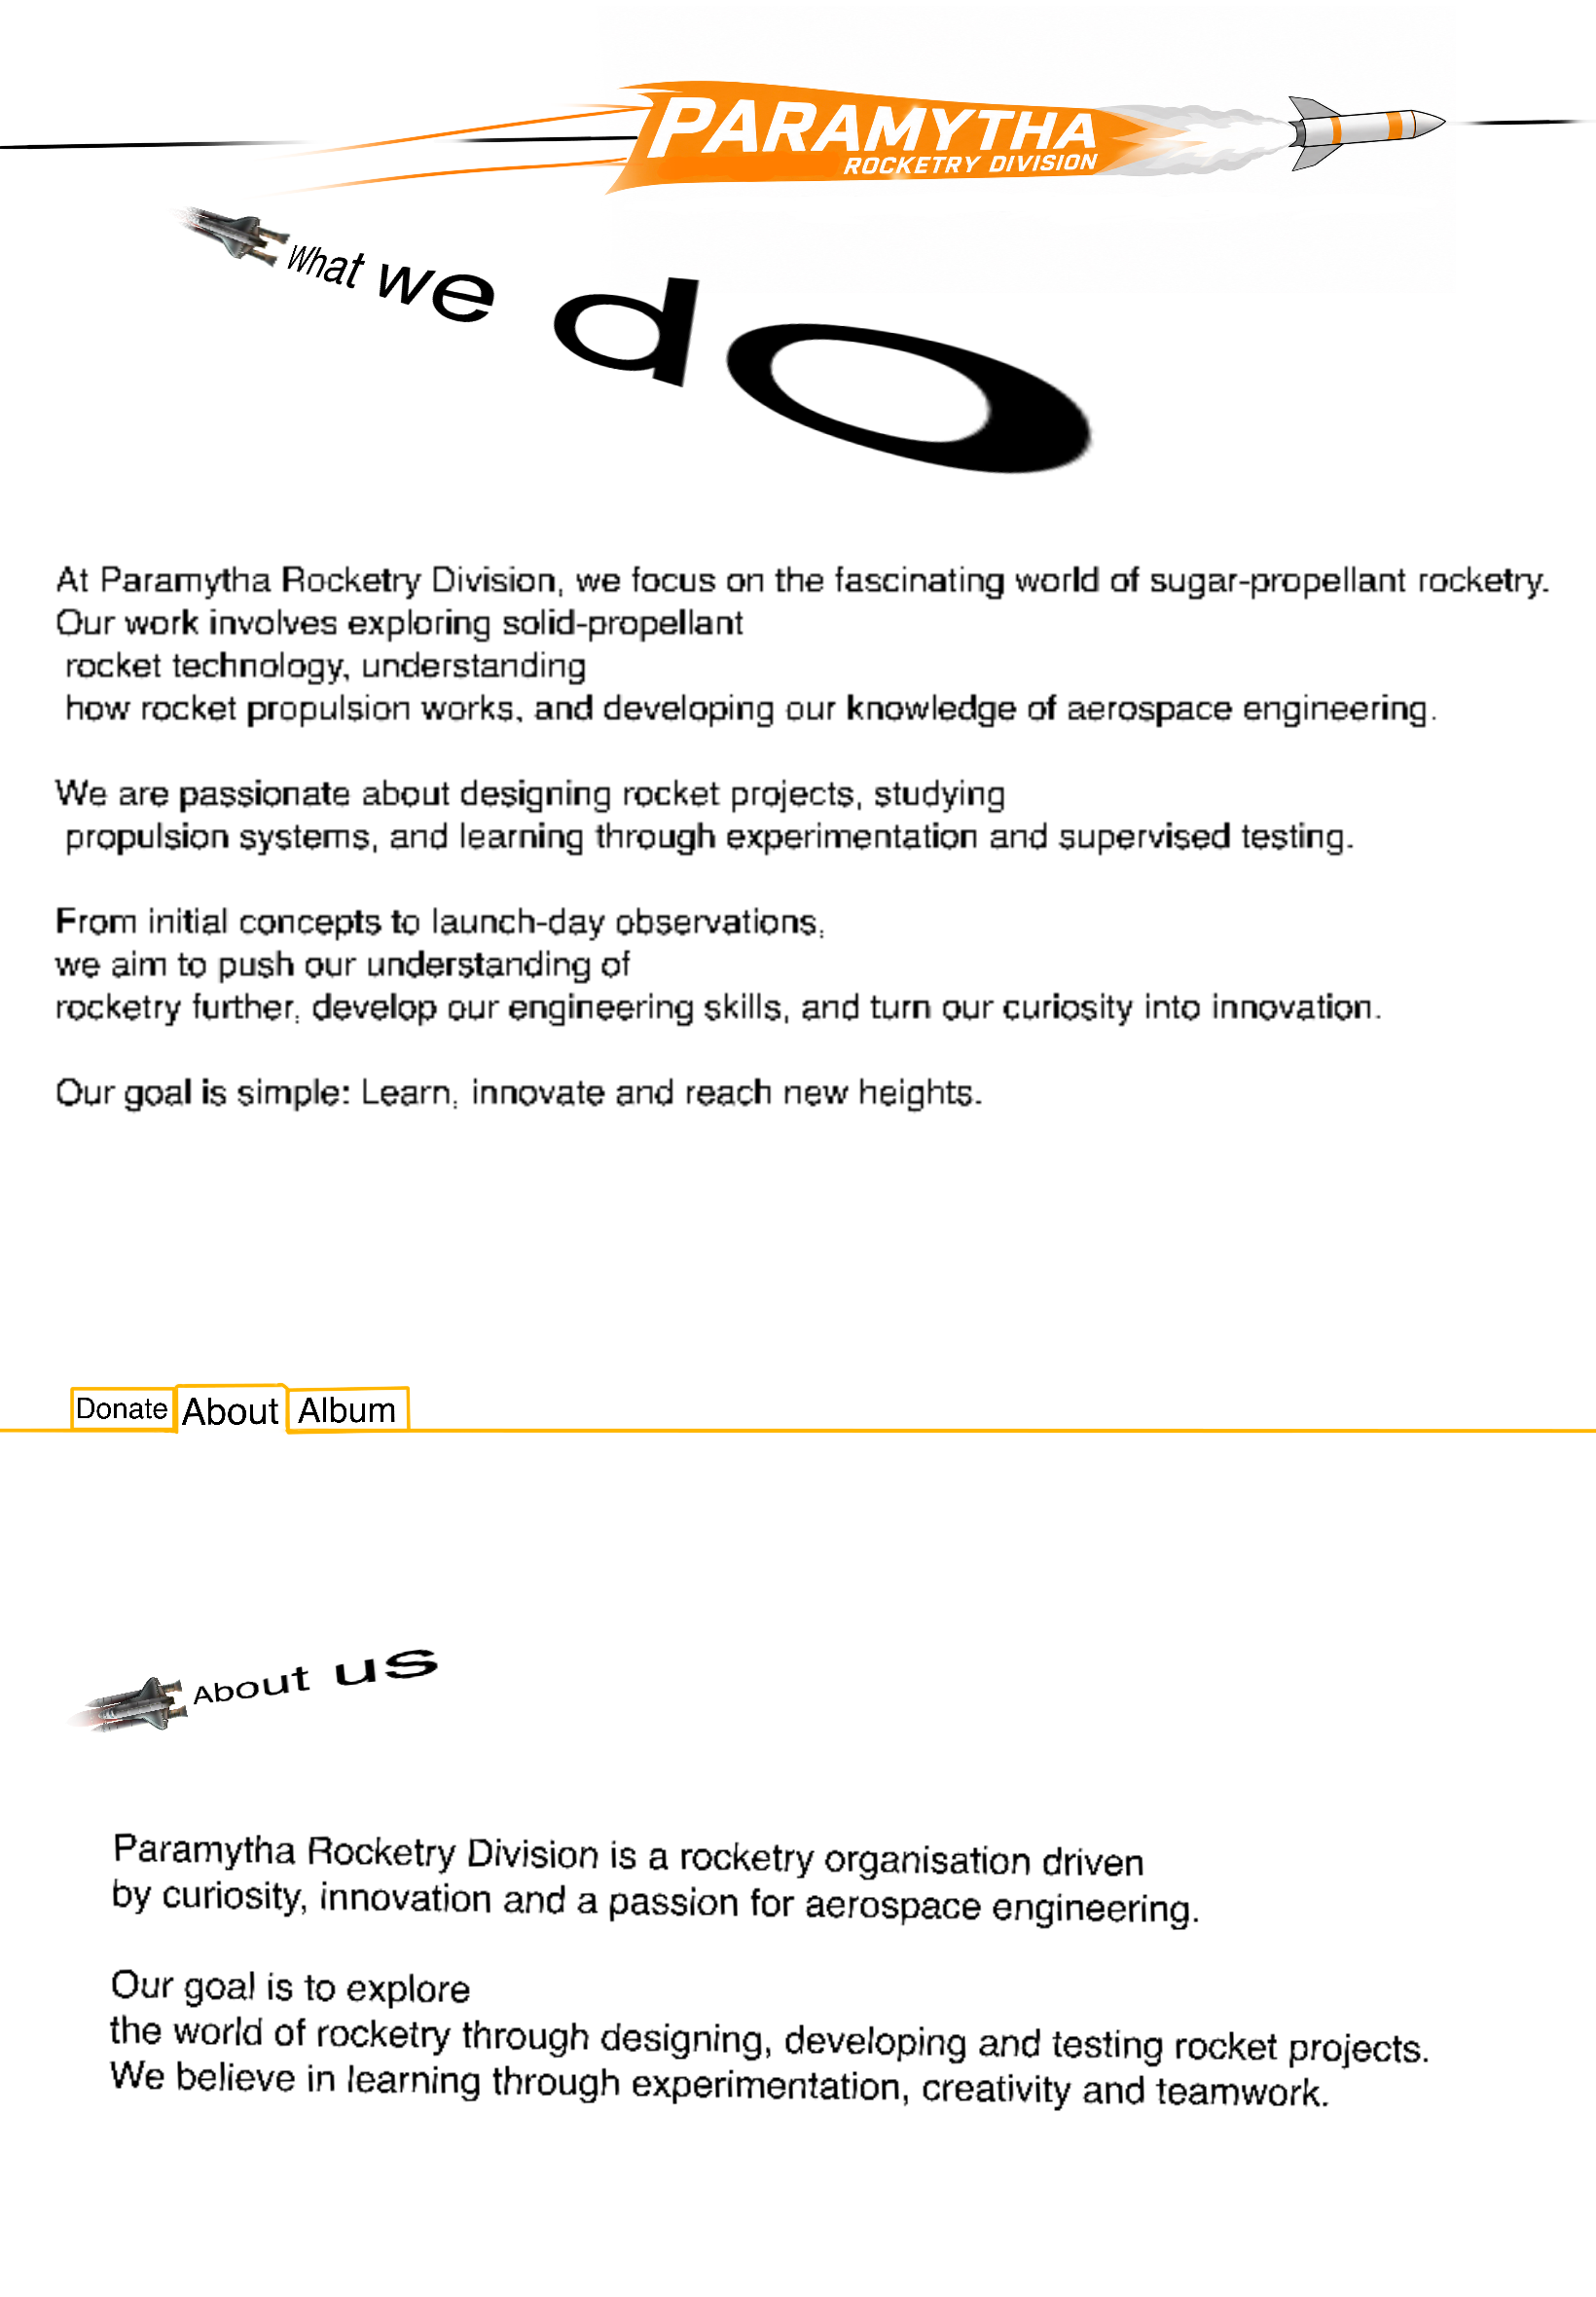 PARAMYTHA
ROCKETRY DIVISION
What we do
At Paramytha Rocketry Division, we focus on the fascinating world of sugar-propellant rocketry.
Our work involves exploring solid-propellant
rocket technology, understanding
how rocket propulsion works, and developing our knowledge of aerospace engineering.
We are passionate about designing rocket projects, studying
propulsion systems, and learning through experimentation and supervised testing.
From initial concepts to launch-day observations,
we aim to push our understanding of
rocketry further, develop our engineering skills, and turn our curiosity into innovation.
Our goal is simple: Learn, innovate and reach new heights.
Donate About Album
About us
Paramytha Rocketry Division is a rocketry organisation driven
by curiosity, innovation and a passion for aerospace engineering.
Our goal is to explore
the world of rocketry through designing, developing and testing rocket projects.
We believe in learning through experimentation, creativity and teamwork.